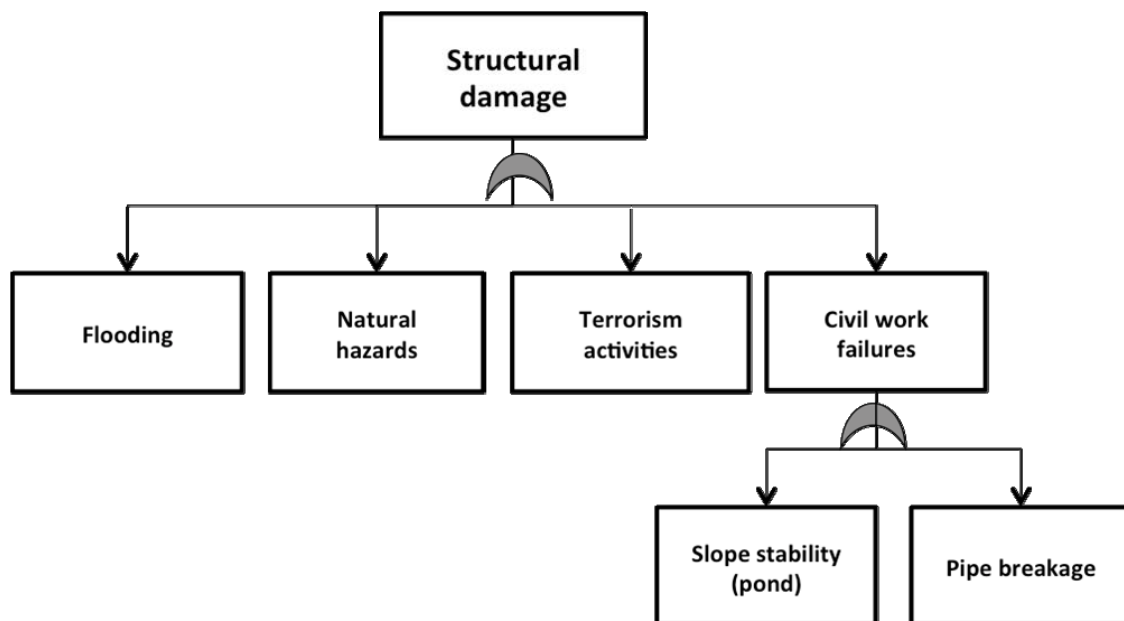 Structural
damage
Flooding
Natural
hazards
Terrorism
activities
Civil work
failures
Slope stability
(pond)
Pipe breakage